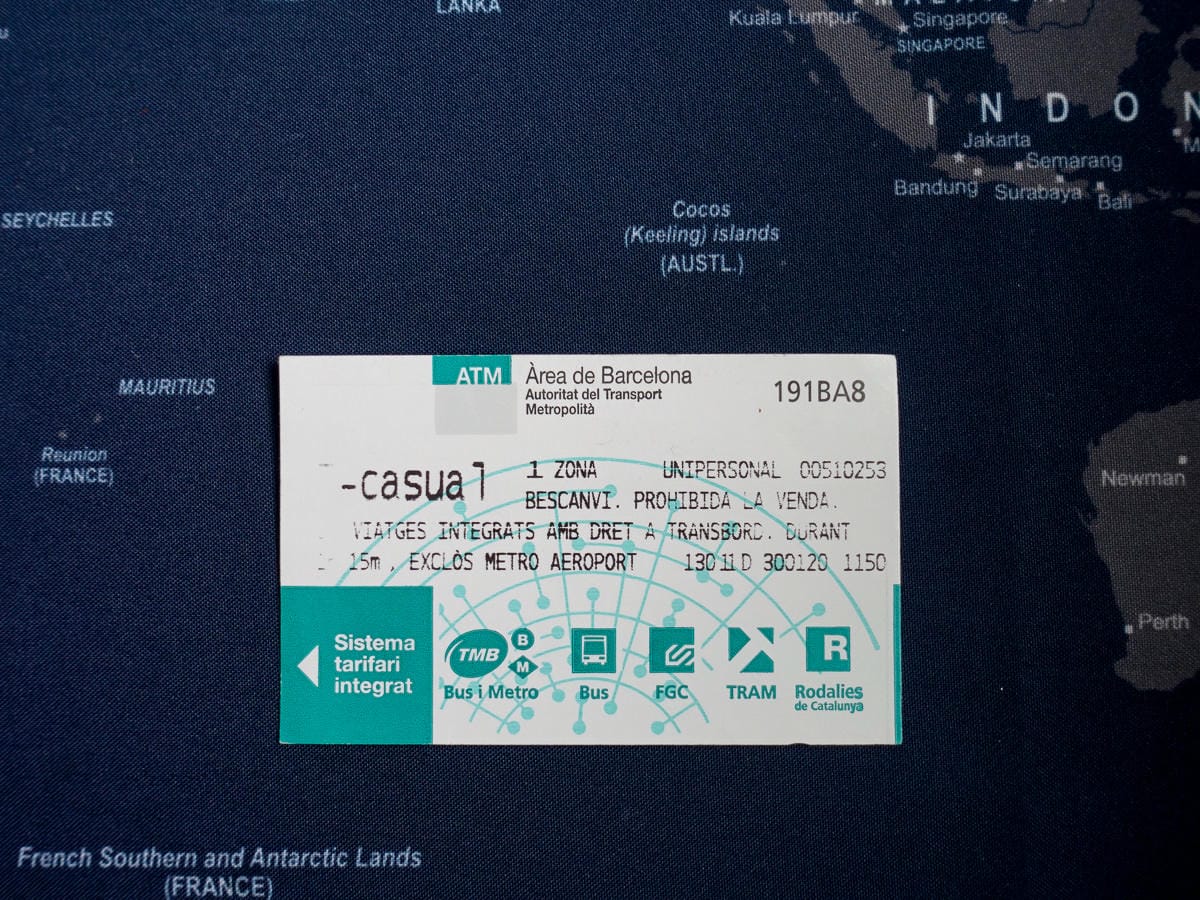 LANKA
Kuala Lumpur
Singapore
SINGAPORE
INDON
Jakarta
Semarang
Bandung
Surabaya
Bali
SEYCHELLES
Cocos
(Keeling) islands
(AUSTL.)
MAURITIUS
Reunion
(FRANCE)
Newman
Perth
ATM
Àrea de Barcelona
Autoritat del Transport
Metropolità
191BA8
-casual
1 ZONA UNIPERSONAL 00510253
BESCANVI. PROHIBIDA LA VENDA.
VIATGES INTEGRATS AMB DRET A TRANSBORD. DURANT
15m , EXCLÒS METRO AEROPORT 13011D 300120 1150
Sistema
tarifari
integrat
TMB
B
M
Bus i Metro
Bus
FGC
TRAM
R
Rodalies
de Catalunya
French Southern and Antarctic Lands
(FRANCE)